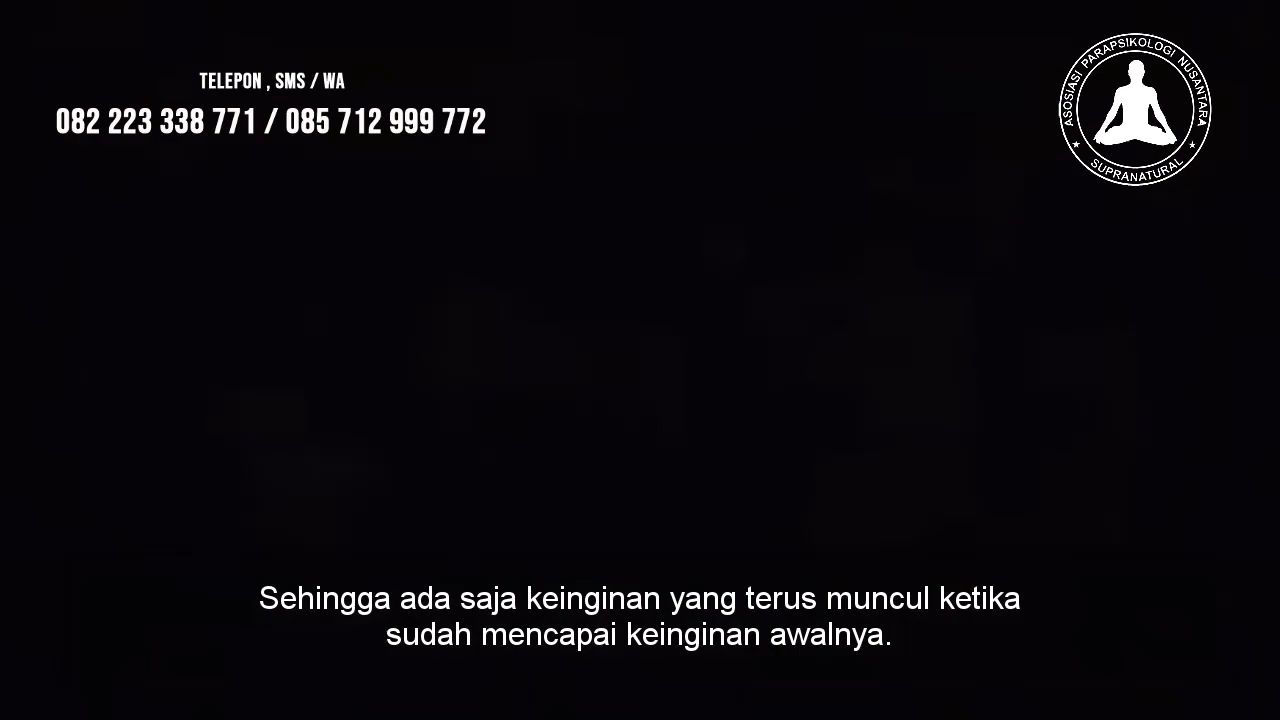 TELEPON , SMS / WA
082 223 338 771 / 085 712 999 772
ASOSIASI PARAPSIKOLOGI NUSANTARA
SUPRANATURAL
Sehingga ada saja keinginan yang terus muncul ketika
sudah mencapai keinginan awalnya.